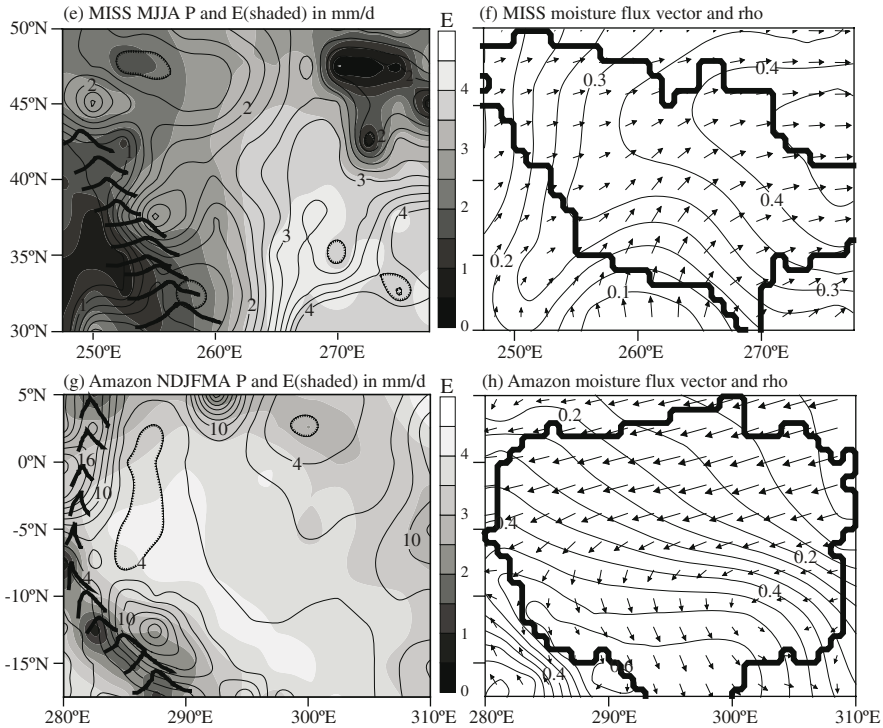 (e) MISS MJJA P and E(shaded) in mm/d
E
(f) MISS moisture flux vector and rho
50ºN
45ºN
40ºN
35ºN
30ºN
2
2
2
1
3
4
3
2
4
1
4
3
2
1
0
0.3
0.4
0.4
0.2
0.1
0.3
250ºE
260ºE
270ºE
250ºE
260ºE
270ºE
(g) Amazon NDJFMA P and E(shaded) in mm/d
E
(h) Amazon moisture flux vector and rho
5ºN
0ºN
-5ºN
-10ºN
-15ºN
16
10
10
4
10
4
4
10
4
3
2
1
0
0.2
0.4
0.2
0.4
0.4
280ºE
290ºE
300ºE
310ºE
280ºE
290ºE
300ºE
310ºE